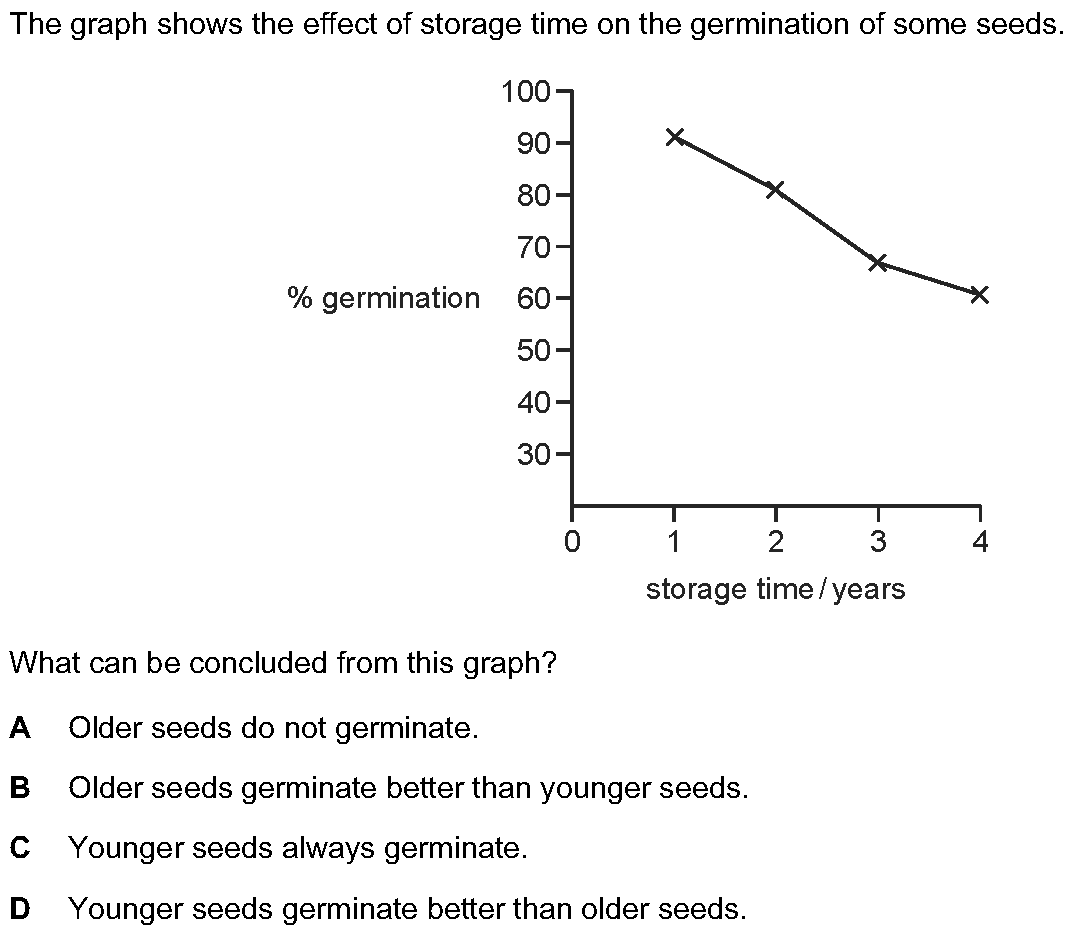 The graph shows the effect of storage time on the germination of some seeds.
100
90
80
70
% germination 60
50
40
30
0 1 2 3 4
storage time / years
What can be concluded from this graph?
A Older seeds do not germinate.
B Older seeds germinate better than younger seeds.
C Younger seeds always germinate.
D Younger seeds germinate better than older seeds.